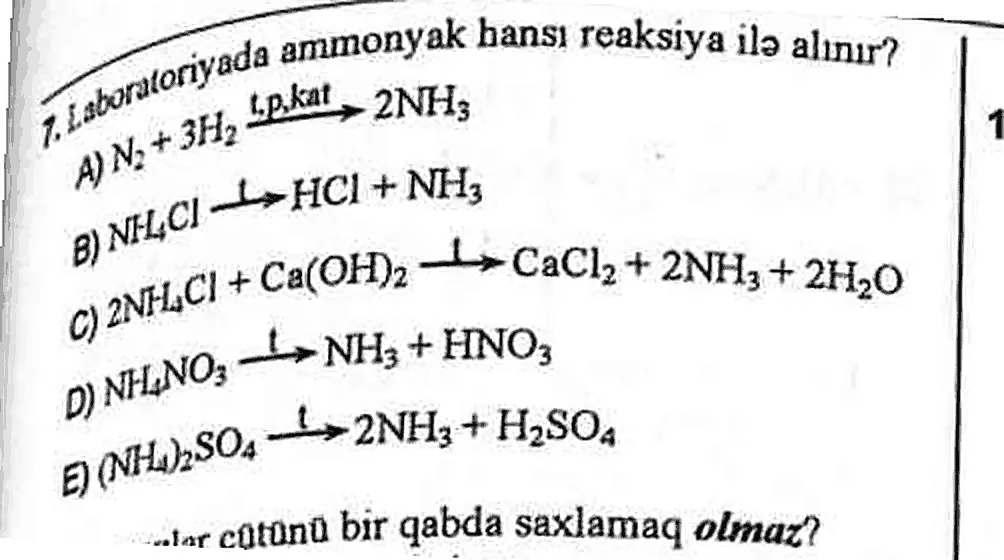 7. Laboratoriyada ammonyak hansı reaksiya ilə alınır?
A) N₂ + 3H₂ t,p,kat → 2NH₃
1
B) NH₄Cl t → HCl + NH₃
C) 2NH₄Cl + Ca(OH)₂ t → CaCl₂ + 2NH₃ + 2H₂O
D) NH₄NO₃ t → NH₃ + HNO₃
E) (NH₄)₂SO₄ t → 2NH₃ + H₂SO₄
cütünü bir qabda saxlamaq olmaz?